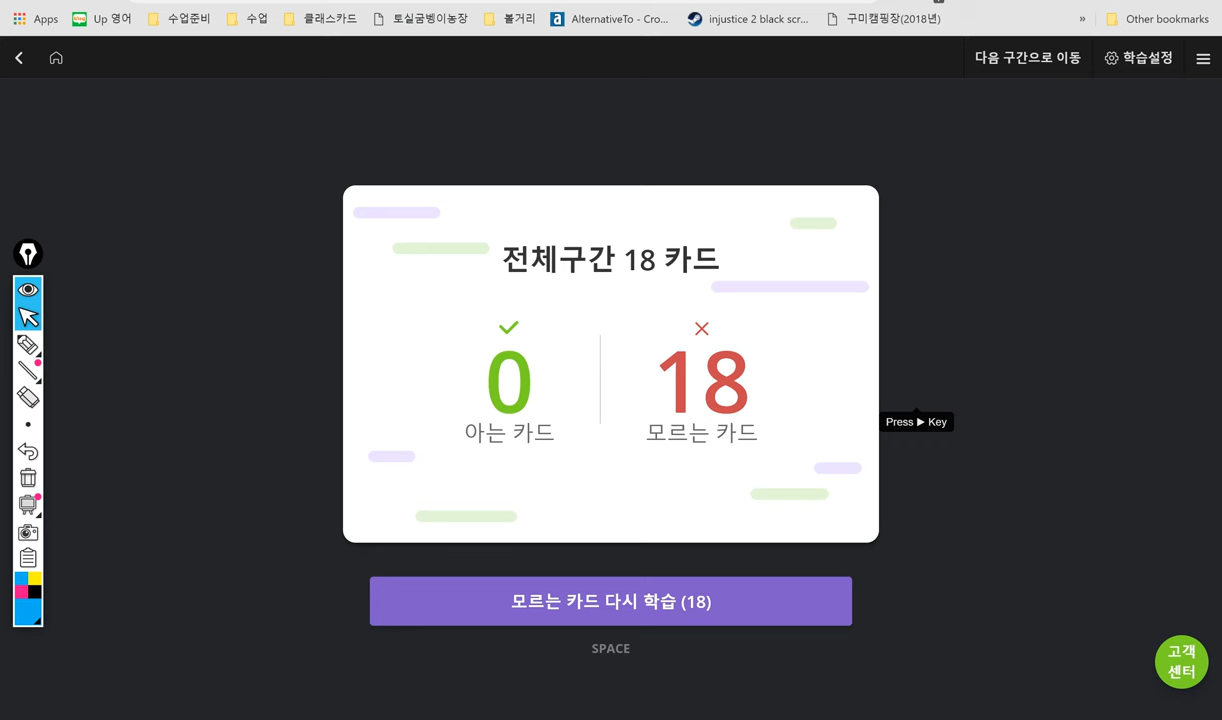 Apps Up 영어 수업준비 수업 클래스카드 토실굼벵이농장 볼거리 AlternativeTo - Cro... injustice 2 black scr... 구미캠핑장(2018년) » Other bookmarks
다음 구간으로 이동 학습설정
전체구간 18 카드
0 18
아는 카드 모르는 카드
Press ▶ Key
모르는 카드 다시 학습 (18)
SPACE
고객
센터